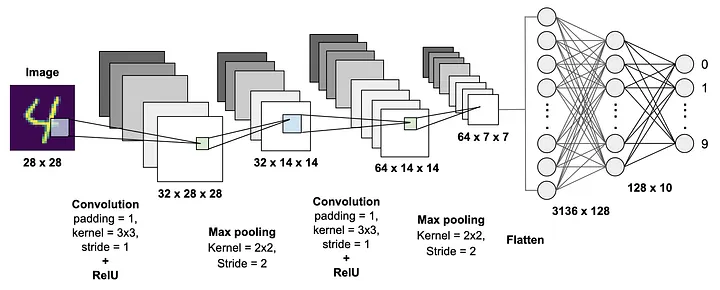 Image
28 x 28
Convolution
padding = 1,
kernel = 3x3,
stride = 1
+
RelU
32 x 28 x 28
Max pooling
Kernel = 2x2,
Stride = 2
32 x 14 x 14
Convolution
padding = 1,
kernel = 3x3,
stride = 1
+
RelU
64 x 14 x 14
Max pooling
Kernel = 2x2,
Stride = 2
64 x 7 x 7
Flatten
3136 x 128
128 x 10
0
1
9
4